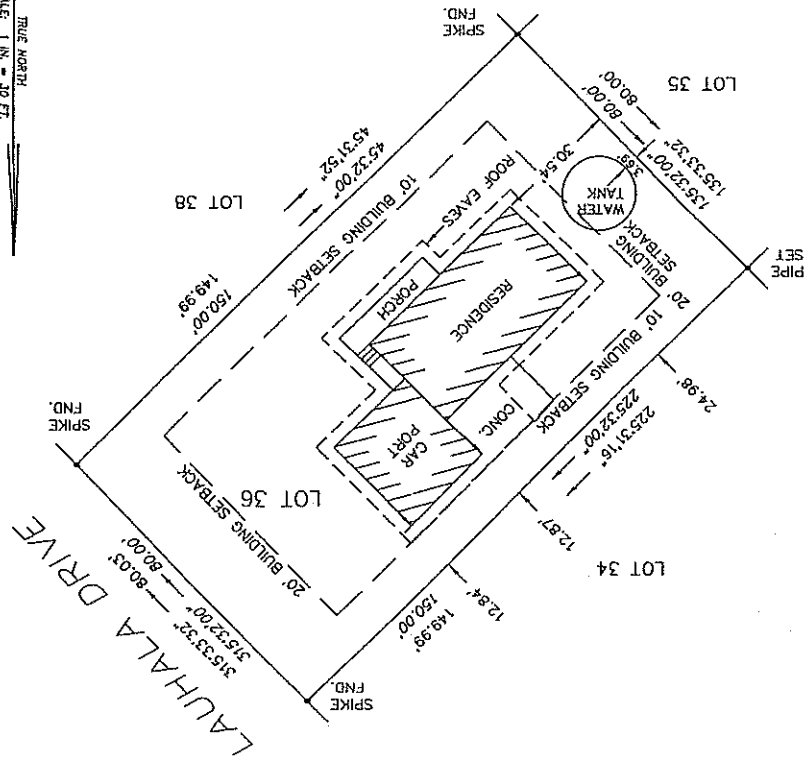 LAUHALA DRIVE
315°33'32" 80.03'
315°32'00" 80.00'
SPIKE
FND.
149.99'
150.00'
12.84'
12.87'
LOT 34
225°31'16"
225°32'00"
24.98'
PIPE
SET
20' BUILDING SETBACK
LOT 36
CAR
PORT
CONC.
10' BUILDING SETBACK
20' BUILDING
SETBACK
RESIDENCE
PORCH
ROOF EAVES
WATER
TANK
3.69'
30.54'
135°32'00" 80.00'
135°33'32" 80.00'
LOT 35
SPIKE
FND.
150.00'
149.99'
10' BUILDING SETBACK
45°32'00"
45°31'52"
LOT 38
SPIKE
FND.
TRUE NORTH
ALE: 1 IN. = 30 FT.